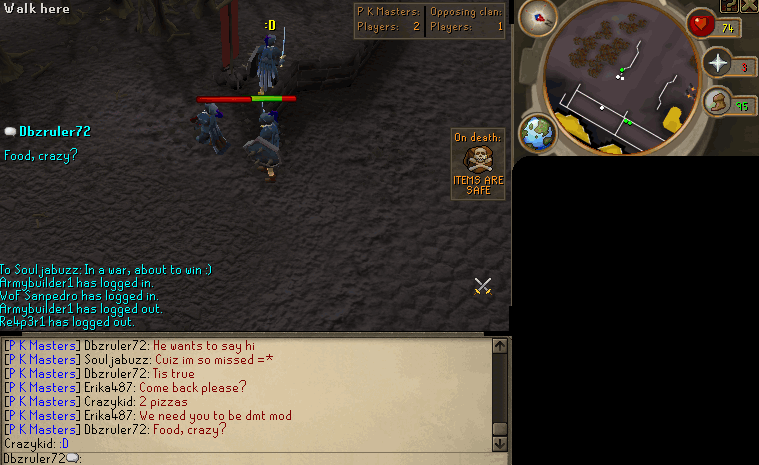 Walk here
:D
P K Masters: Opposing clan:
Players: 2 Players: 1
74
Dbzruler72
Food, crazy?
On death:
ITEMS ARE
SAFE
3
95
To Souljabuzz: In a war, about to win :)
Armybuilder1 has logged in.
WoF Sanpedro has logged in.
Armybuilder1 has logged out.
Re4p3r1 has logged out.
[P K Masters] Dbzruler72: He wants to say hi
[P K Masters] Souljabuzz: Cuiz im so missed =*
[P K Masters] Dbzruler72: Tis true
[P K Masters] Erika487: Come back please?
[P K Masters] Crazykid: 2 pizzas
[P K Masters] Erika487: We need you to be dmt mod
[P K Masters] Dbzruler72: Food, crazy?
Crazykid: :D
Dbzruler72: